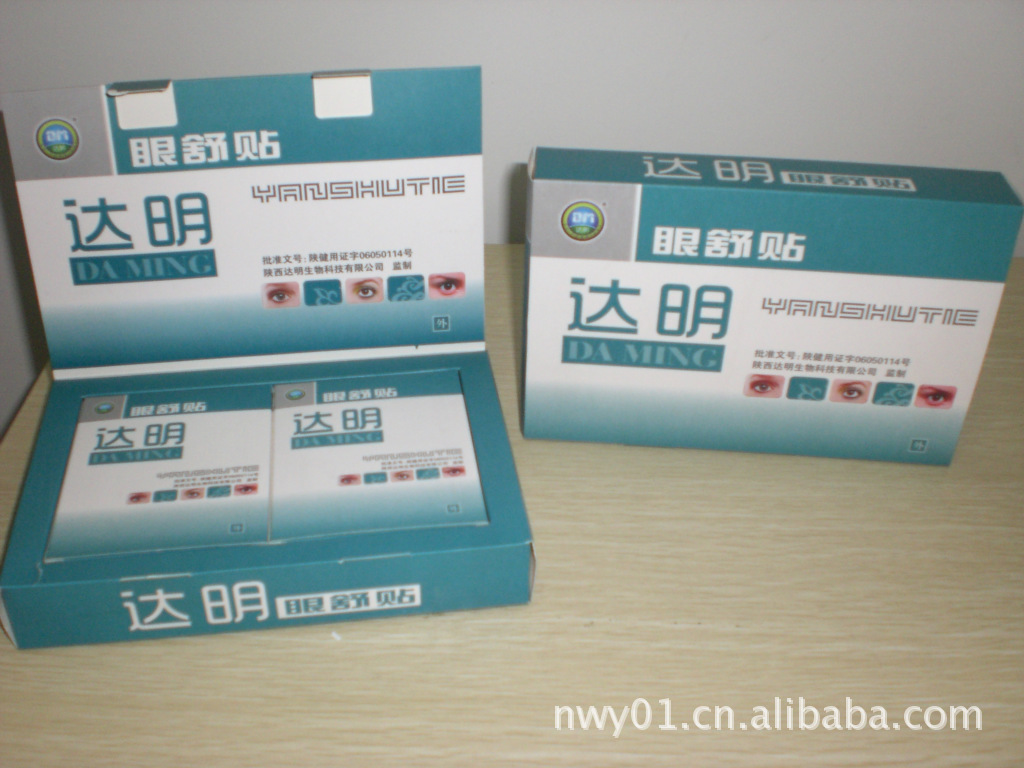 眼舒贴
达明
DA MING
YANSHUTIE
批准文号:陕健用证字06050114号
陕西达明生物科技有限公司 监制
外
眼舒贴
达明
DA MING
YANSHUTIE
眼舒贴
达明
DA MING
YANSHUTIE
达明 眼舒贴
达明 眼舒贴
DM
眼舒贴
达明
DA MING
YANSHUTIE
批准文号:陕健用证字06050114号
陕西达明生物科技有限公司 监制
外
nwy01.cn.alibaba.com